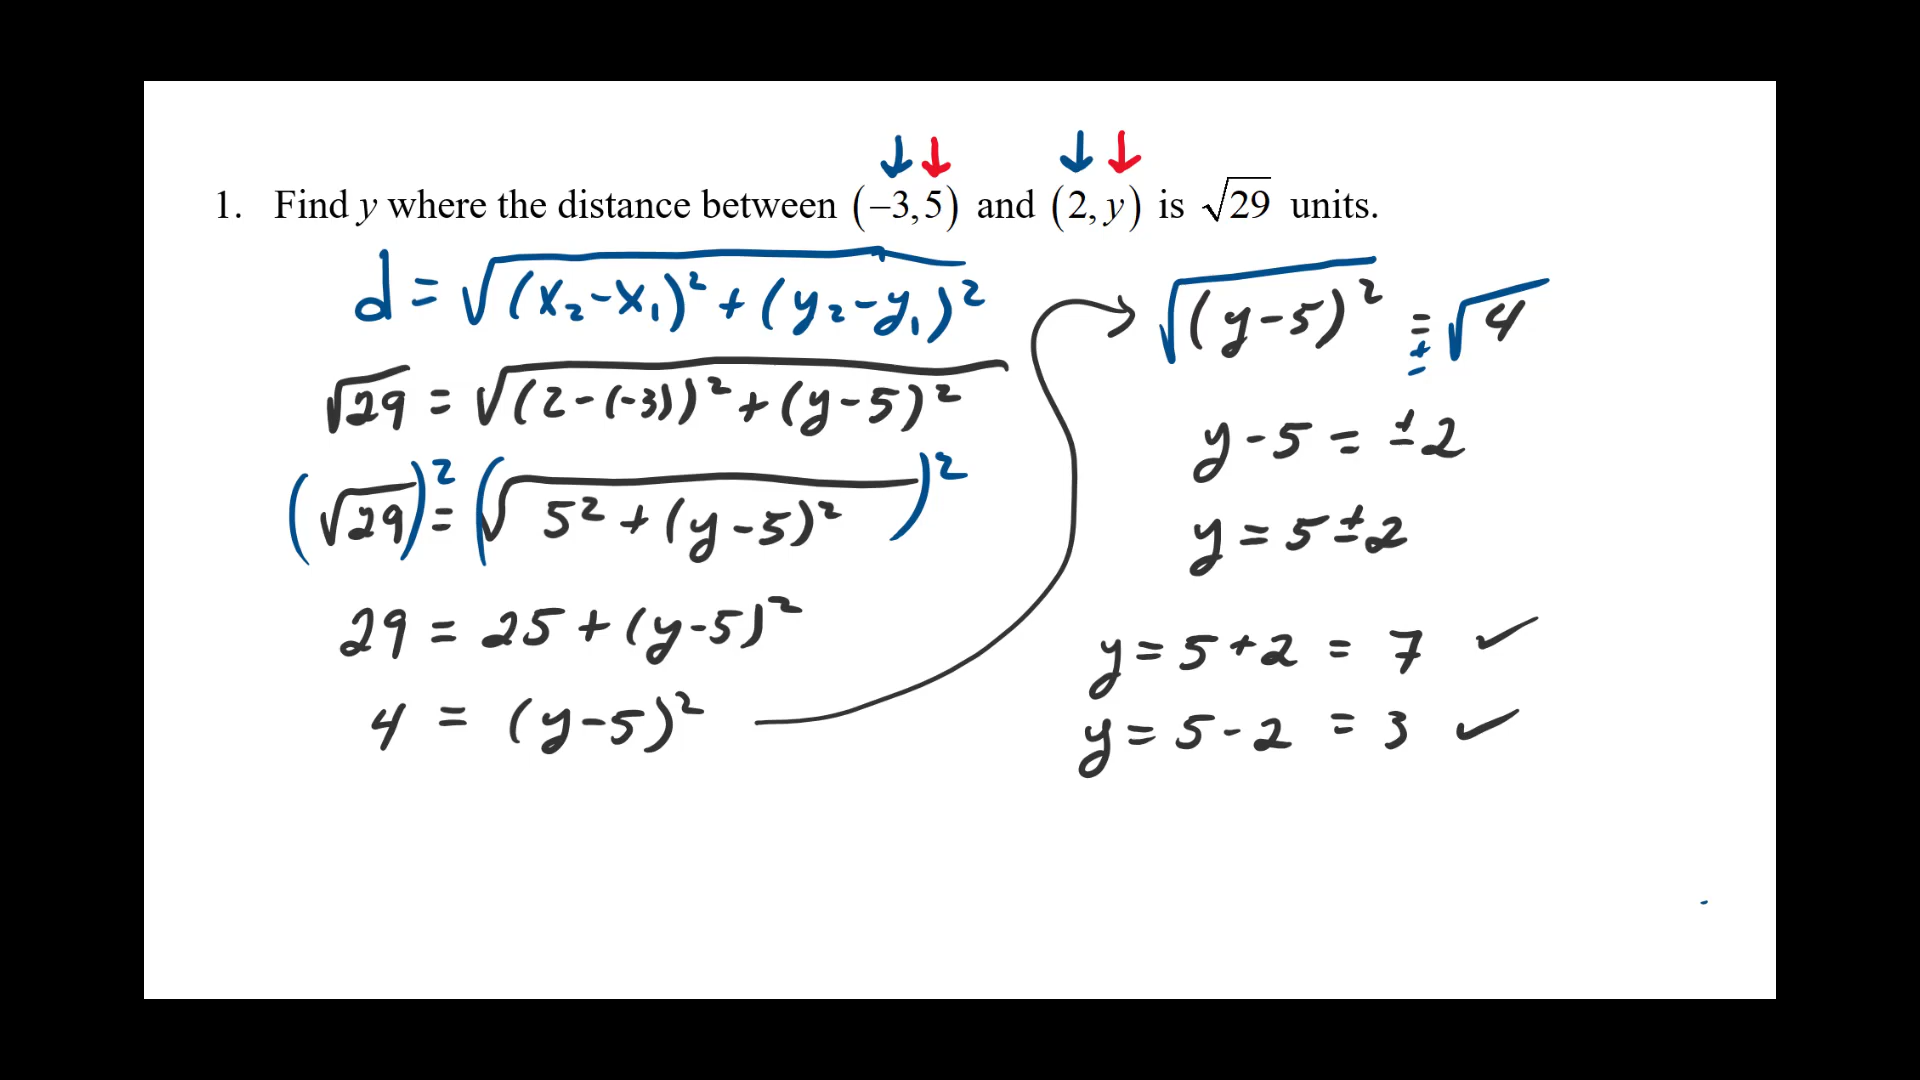 1. Find y where the distance between (−3,5) and (2,y) is √29 units.
d = √(x₂-x₁)² + (y₂-y₁)²
√29 = √(2-(-3))² + (y-5)²
(√29)² = (√5² + (y-5)²)²
29 = 25 + (y-5)²
4 = (y-5)²
√(y-5)² = ±√4
y-5 = ±2
y = 5±2
y = 5+2 = 7 ✓
y = 5-2 = 3 ✓